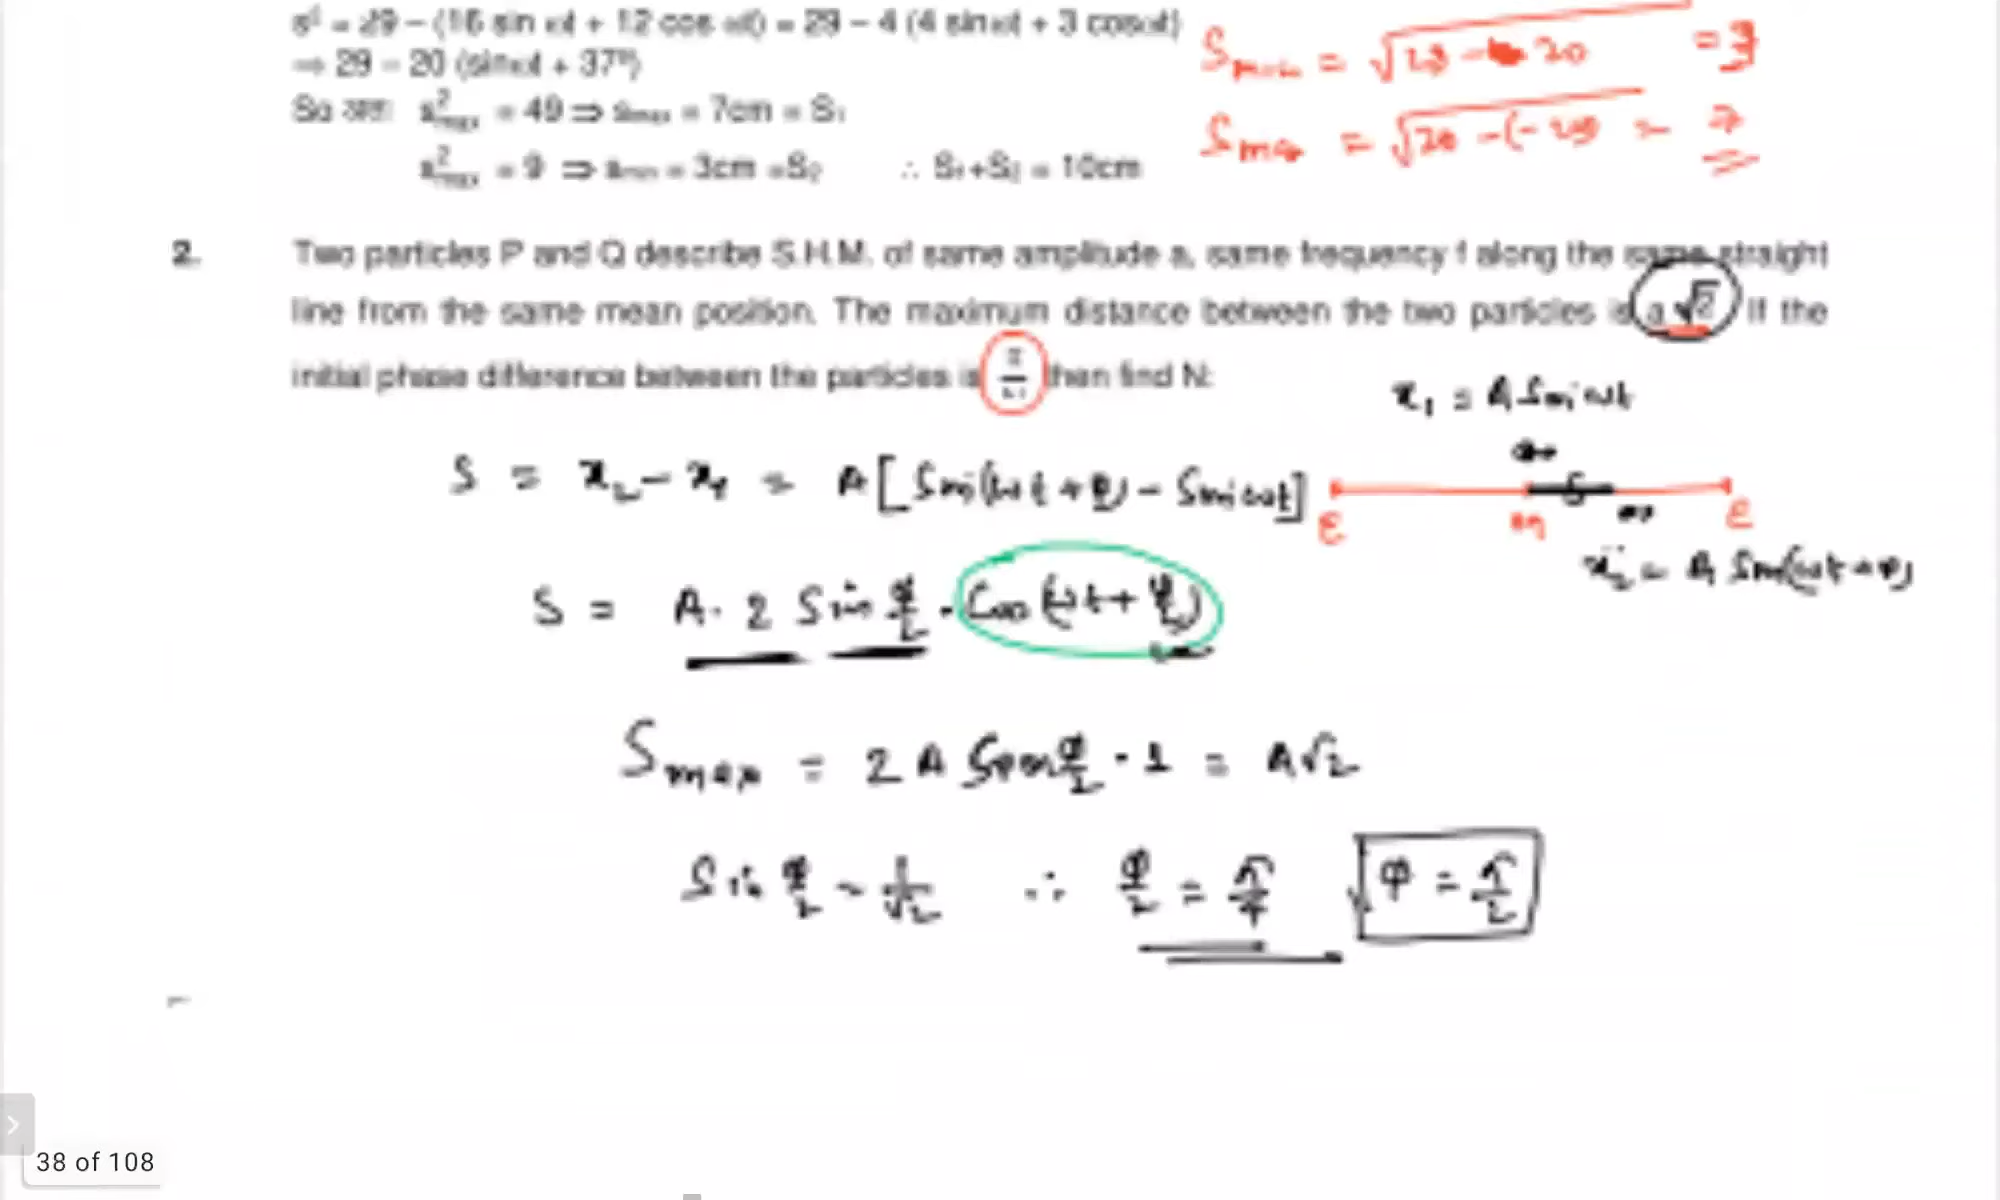 s² = 29 – (16 sin ωt + 12 cos ωt) = 29 – 4 (4 sinωt + 3 cosωt)
⇒ 29 – 20 (sinωt + 37°)
So अतः s²max = 49 ⇒ smax = 7cm = S₁
s²max = 9 ⇒ smin = 3cm =S₂ ∴ S₁+S₂ = 10cm
Smin = √29 - 20 = 3
Smax = √20 -(-20 = 7
2. Two particles P and Q describe S.H.M. of same amplitude a, same frequency f along the same straight
line from the same mean position. The maximum distance between the two particles is a √2 If the
initial phase difference between the particles is π/N then find N:
x₁ = A Sin ωt
S = x₂ - x₁ = A [Sin(ωt + φ) - Sin ωt]
E M S E
x₂ = A Sin(ωt + φ)
S = A. 2 Sin φ/2 . Cos (ωt + φ/2)
Smax = 2 A Sin φ/2 . 1 = A√2
Sin φ/2 = 1/√2 ∴ φ/2 = π/4 φ = π/2
38 of 108